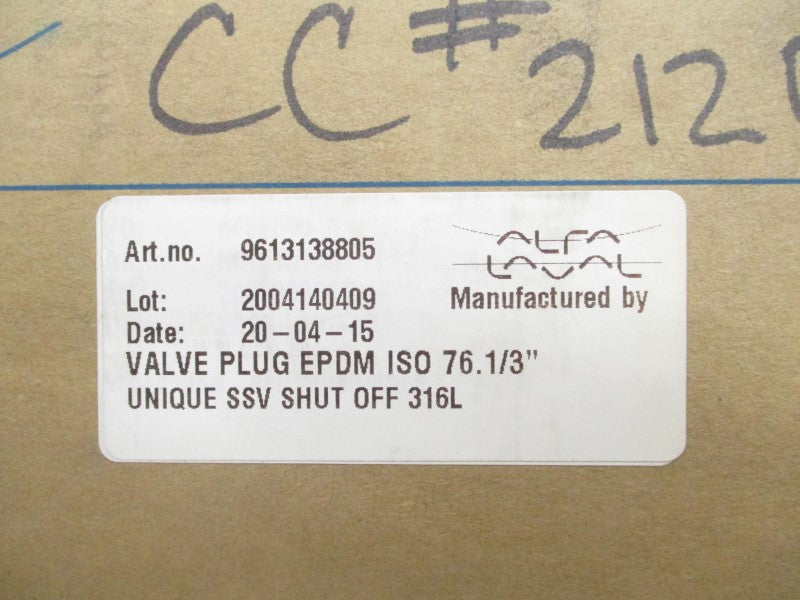 CC #212
Art.no. 9613138805
ALFA
LAVAL
Lot: 2004140409
Manufactured by
Date: 20-04-15
VALVE PLUG EPDM ISO 76.1/3"
UNIQUE SSV SHUT OFF 316L